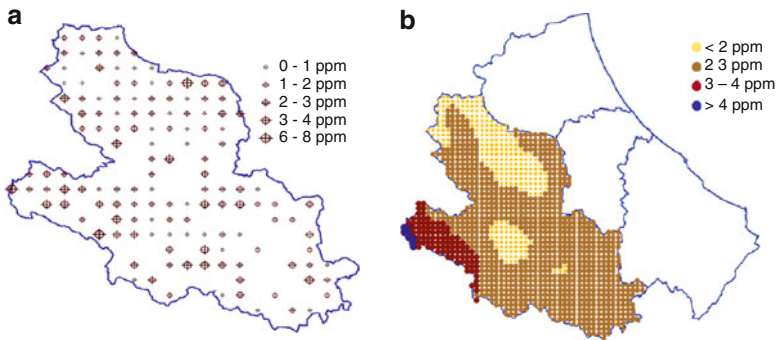 a
0 - 1 ppm
1 - 2 ppm
2 - 3 ppm
3 - 4 ppm
6 - 8 ppm
b
< 2 ppm
2 3 ppm
3 – 4 ppm
> 4 ppm